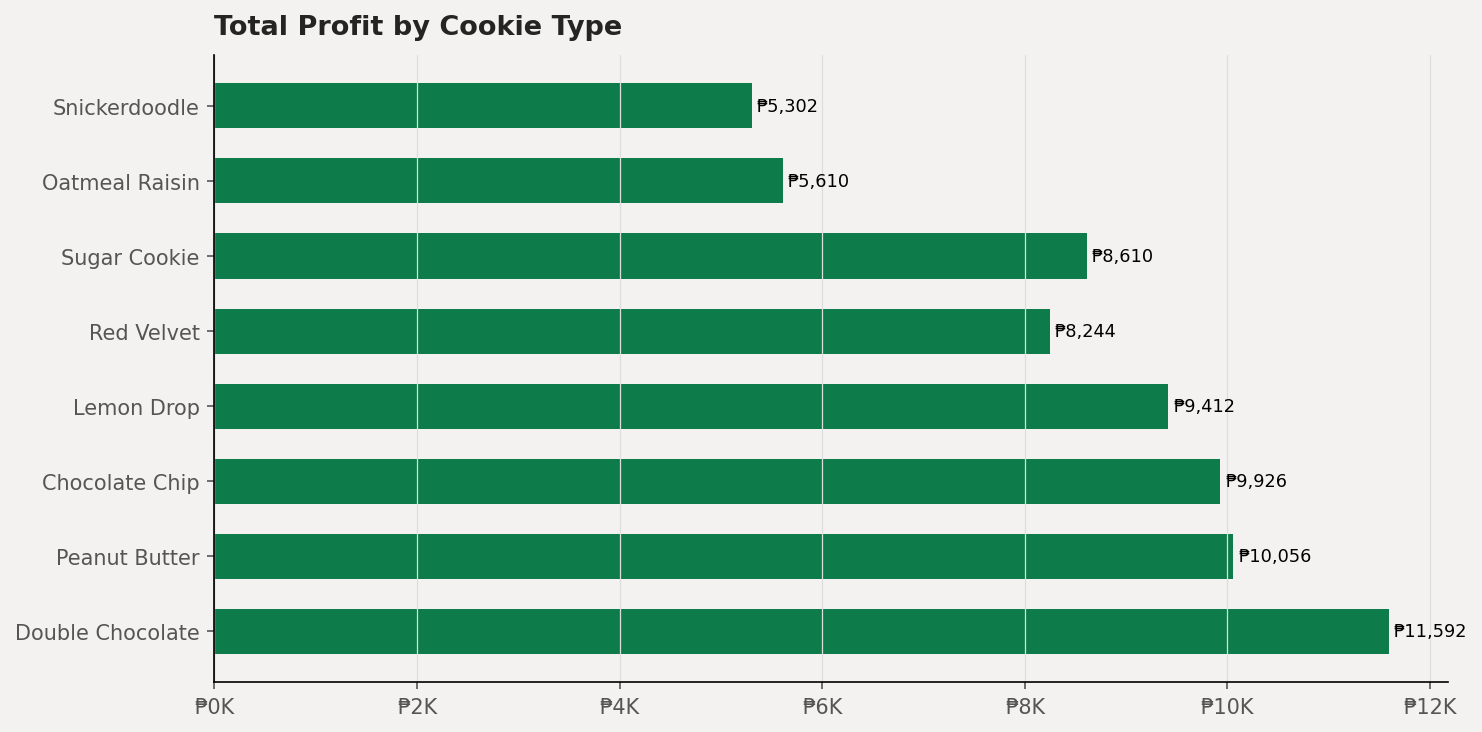 Total Profit by Cookie Type
Snickerdoodle ₱5,302
Oatmeal Raisin ₱5,610
Sugar Cookie ₱8,610
Red Velvet ₱8,244
Lemon Drop ₱9,412
Chocolate Chip ₱9,926
Peanut Butter ₱10,056
Double Chocolate ₱11,592
₱0K ₱2K ₱4K ₱6K ₱8K ₱10K ₱12K